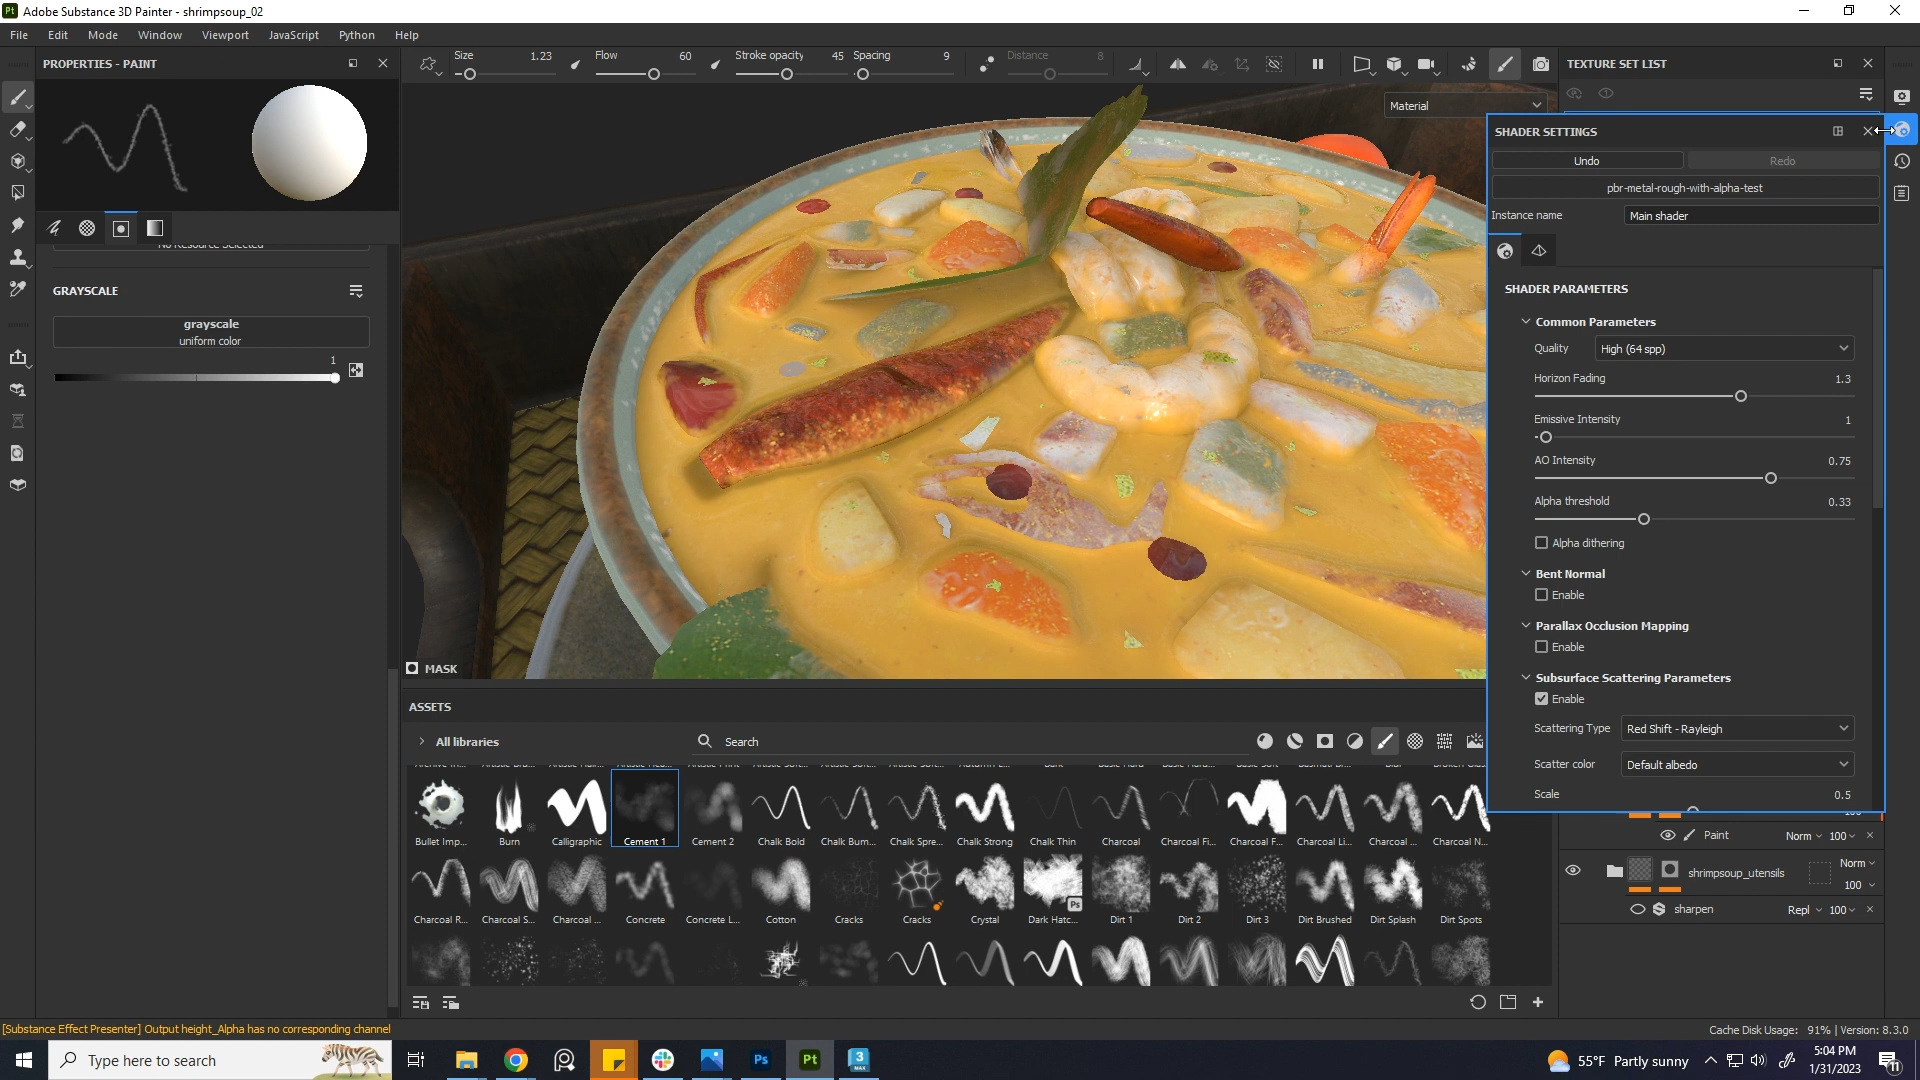 Adobe Substance 3D Painter - shrimpsoup_02
File Edit Mode Window Viewport JavaScript Python Help
PROPERTIES - PAINT
Size 1.23 Flow 60 Stroke opacity 45 Spacing 9 Distance 8
TEXTURE SET LIST
Material
No Resource Selected
GRAYSCALE
grayscale
uniform color
1
MASK
SHADER SETTINGS
Undo Redo
pbr-metal-rough-with-alpha-test
Instance name Main shader
SHADER PARAMETERS
Common Parameters
Quality High (64 spp)
Horizon Fading 1.3
Emissive Intensity 1
AO Intensity 0.75
Alpha threshold 0.33
Alpha dithering
Bent Normal
Enable
Parallax Occlusion Mapping
Enable
Subsurface Scattering Parameters
Enable
Scattering Type Red Shift - Rayleigh
Scatter color Default albedo
Scale 0.5
Paint Norm 100
shrimpsoup_utensils Norm
100
sharpen Repl 100
ASSETS
All libraries Search
Bullet Imp... Burn Calligraphic Cement 1 Cement 2 Chalk Bold Chalk Bum... Chalk Spre... Chalk Strong Chalk Thin Charcoal Charcoal Fi... Charcoal F... Charcoal Li... Charcoal ... Charcoal N...
Charcoal R... Charcoal S... Charcoal ... Concrete Concrete L... Cotton Cracks Cracks Crystal Dark Hatc... Dirt 1 Dirt 2 Dirt 3 Dirt Brushed Dirt Splash Dirt Spots
Ps
[Substance Effect Presenter] Output height_Alpha has no corresponding channel
Cache Disk Usage: 91% | Version: 8.3.0
Type here to search
Ps Pt 3 MAX
55°F Partly sunny
5:04 PM
1/31/2023
11